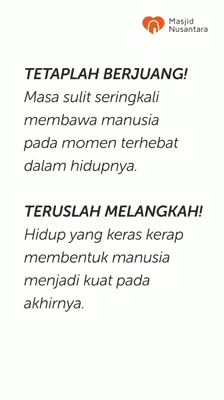 Masjid
Nusantara
TETAPLAH BERJUANG!
Masa sulit seringkali
membawa manusia
pada momen terhebat
dalam hidupnya.
TERUSLAH MELANGKAH!
Hidup yang keras kerap
membentuk manusia
menjadi kuat pada
akhirnya.